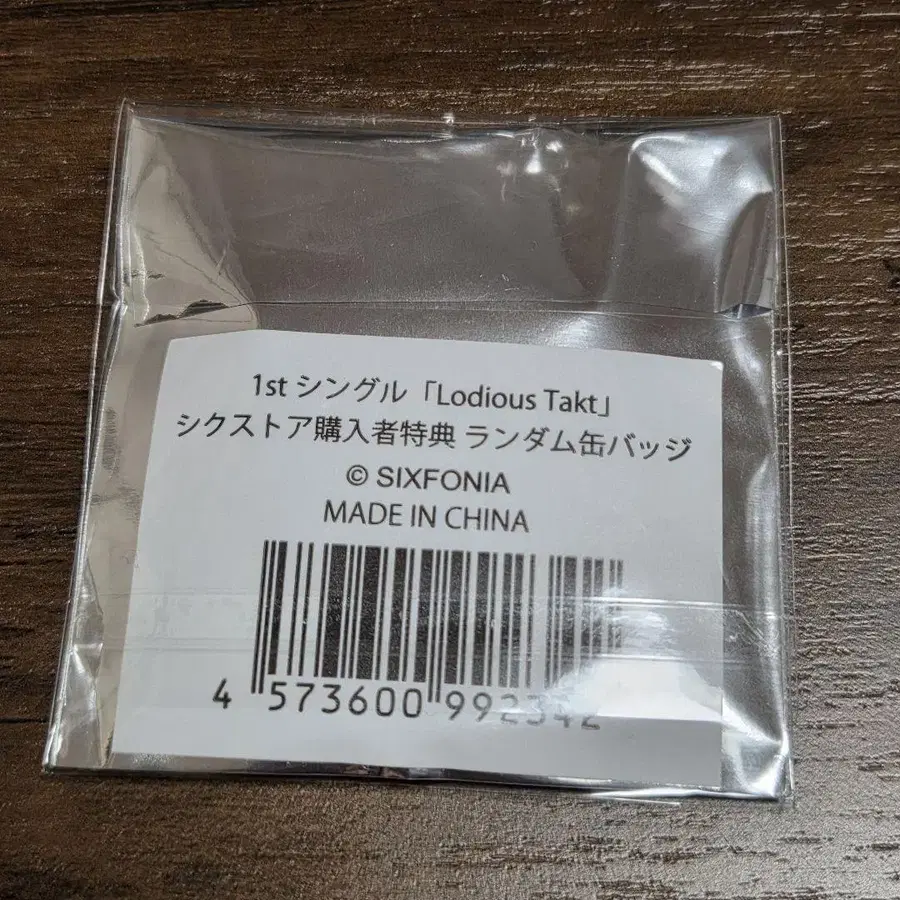 1st シングル「Lodious Takt」
シクストア購入者特典 ランダム缶バッジ
© SIXFONIA
MADE IN CHINA
4 573600 992342